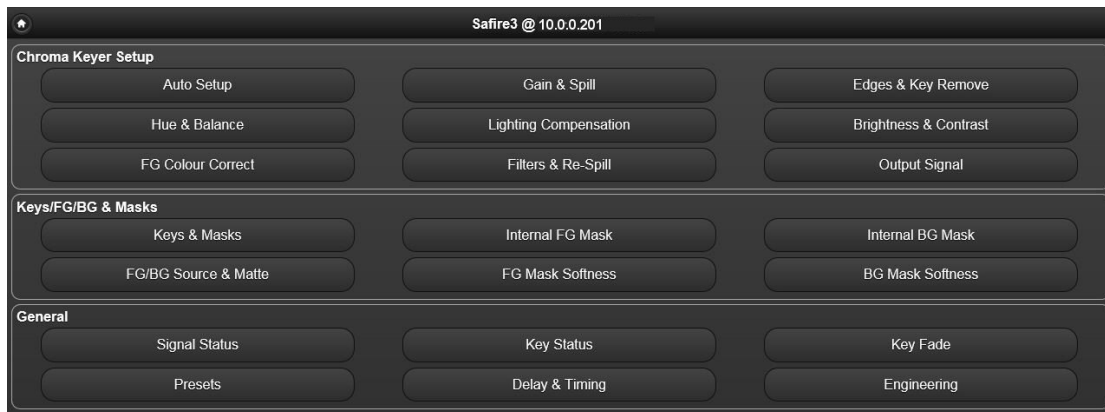 Safire3 @ 10.0.0.201
Chroma Keyer Setup
Auto Setup Gain & Spill Edges & Key Remove
Hue & Balance Lighting Compensation Brightness & Contrast
FG Colour Correct Filters & Re-Spill Output Signal
Keys/FG/BG & Masks
Keys & Masks Internal FG Mask Internal BG Mask
FG/BG Source & Matte FG Mask Softness BG Mask Softness
General
Signal Status Key Status Key Fade
Presets Delay & Timing Engineering